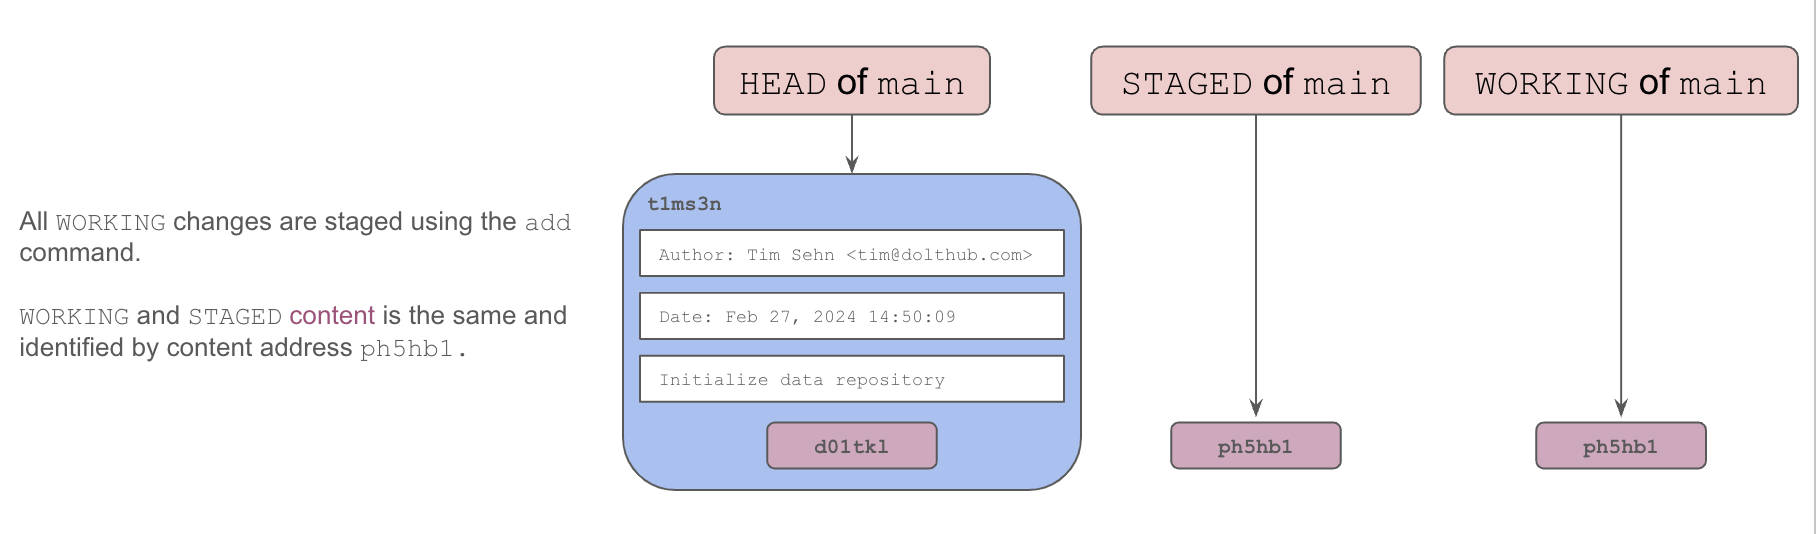 HEAD of main
STAGED of main
WORKING of main
All WORKING changes are staged using the add
command.
WORKING and STAGED content is the same and
identified by content address ph5hb1.
t1ms3n
Author: Tim Sehn <tim@dolthub.com>
Date: Feb 27, 2024 14:50:09
Initialize data repository
d01tkl
ph5hb1
ph5hb1